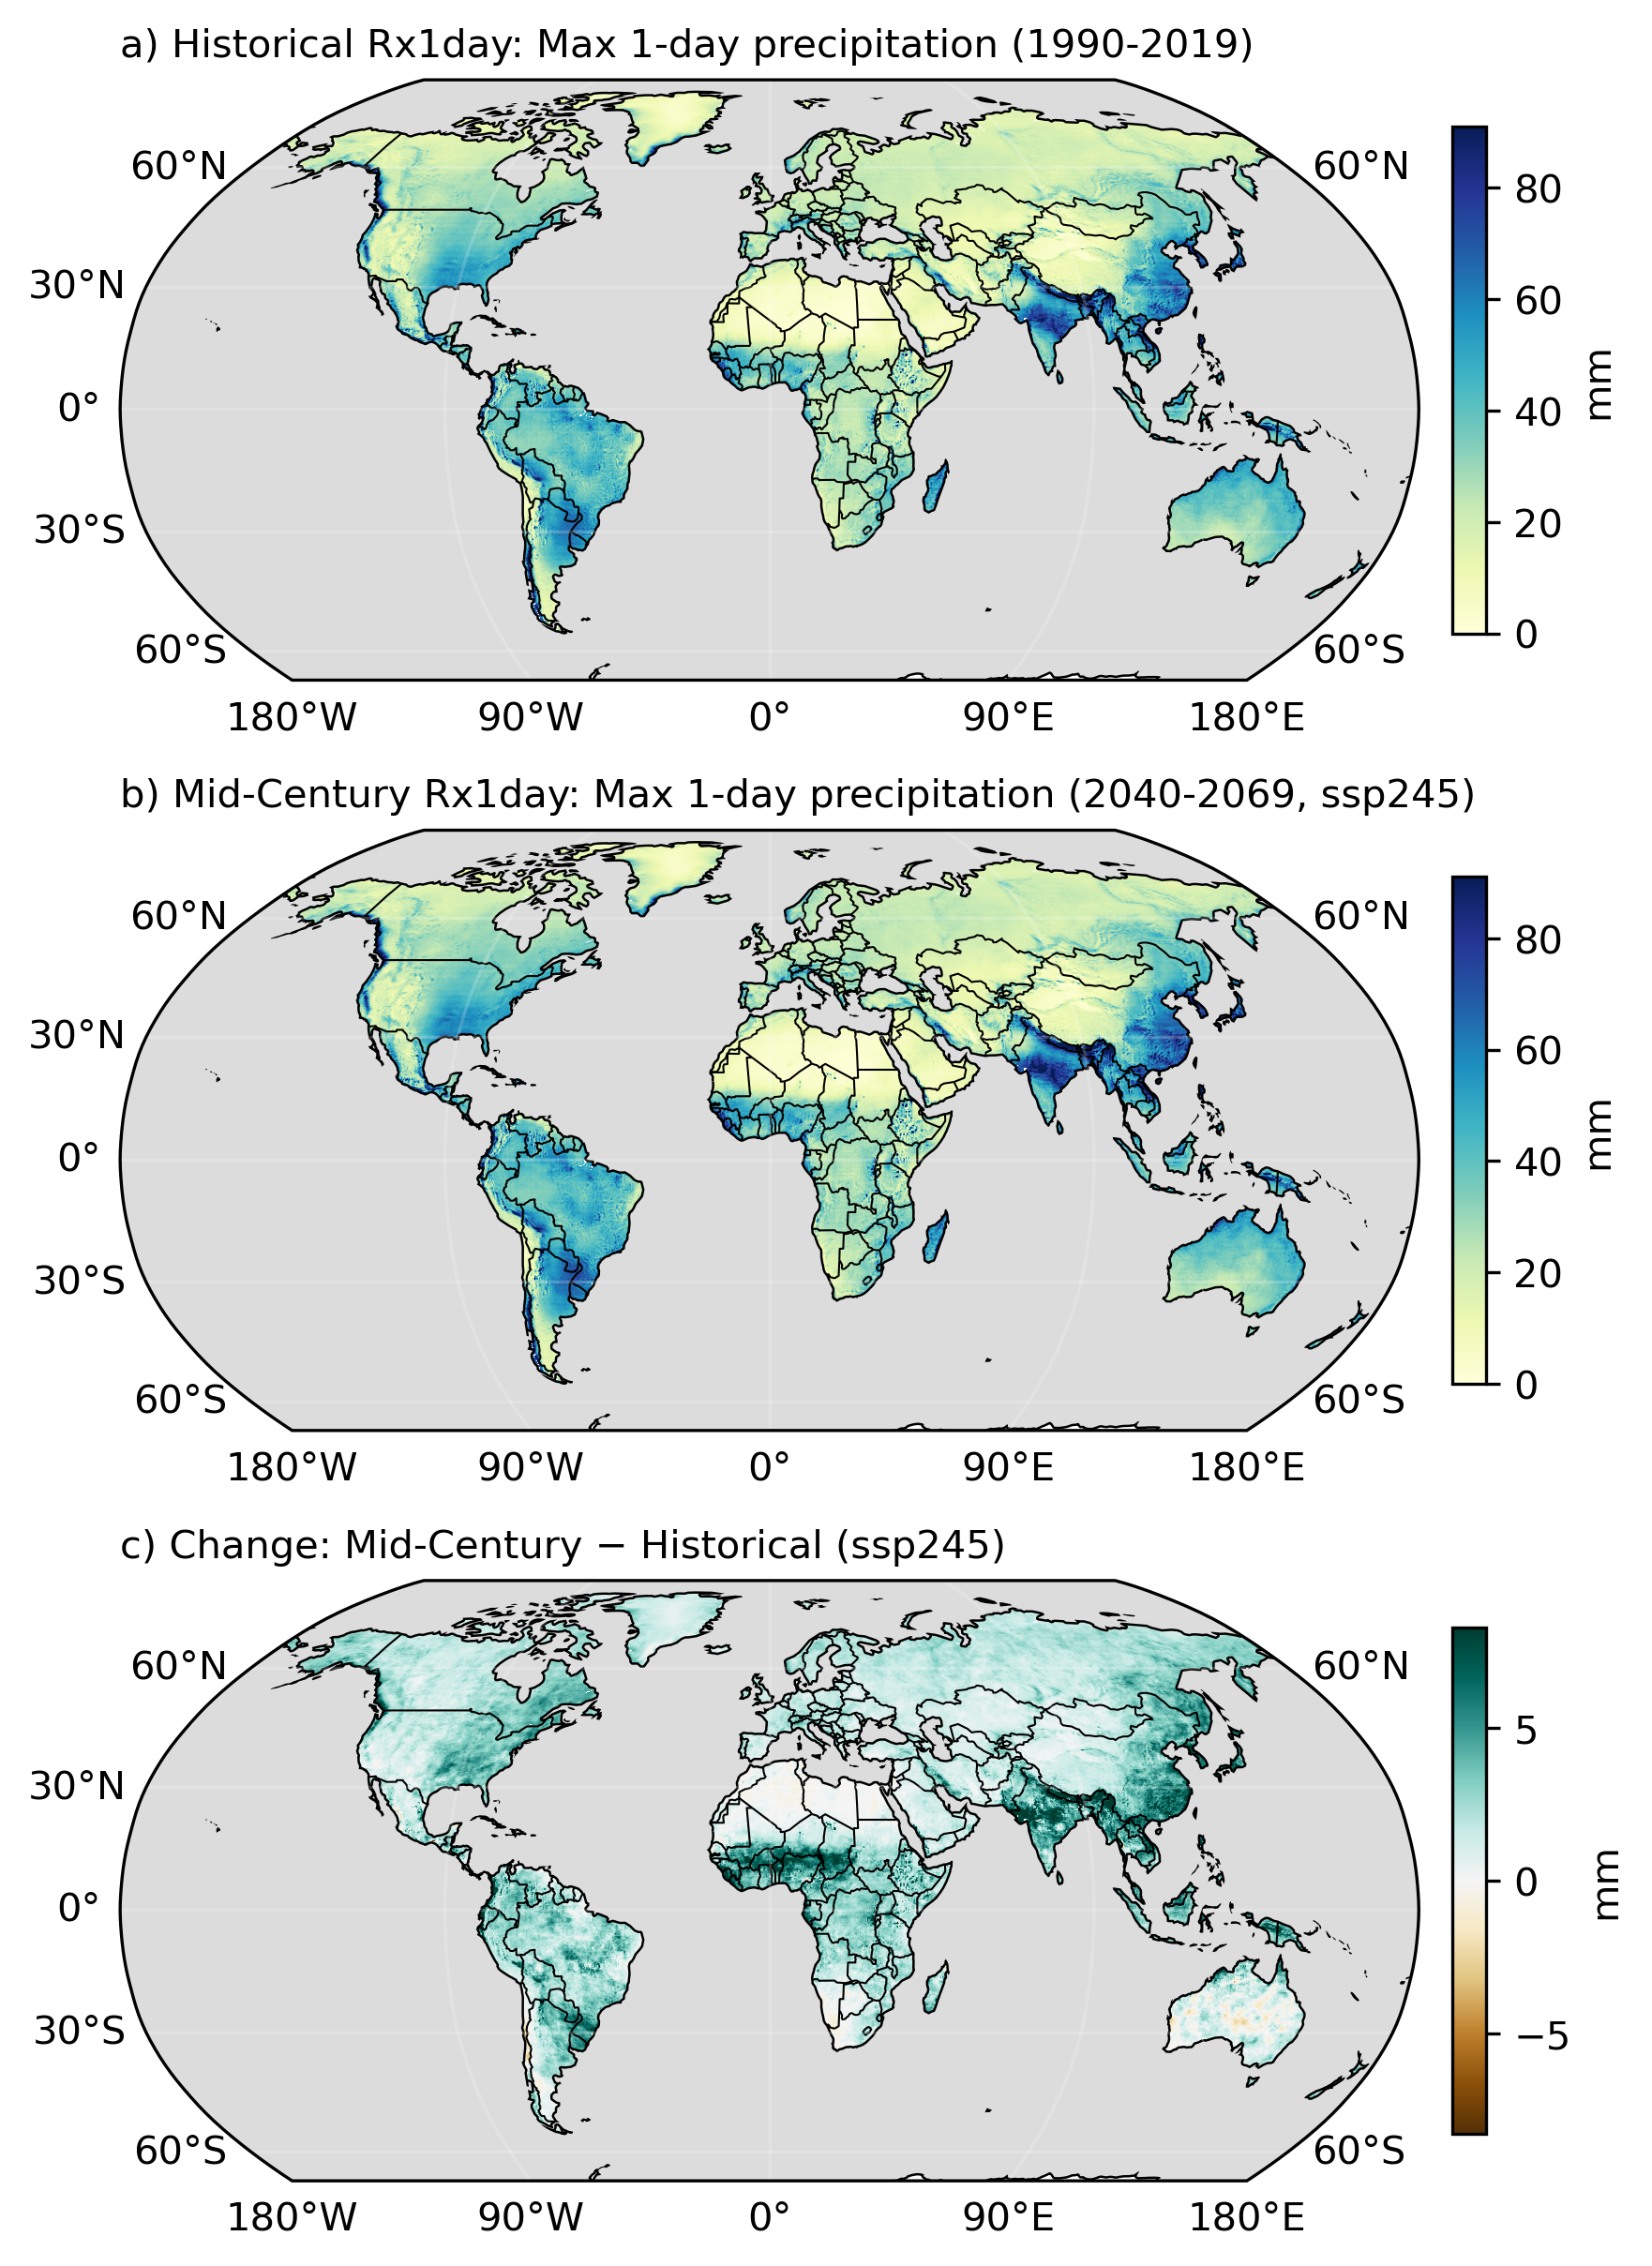 a) Historical Rx1day: Max 1-day precipitation (1990-2019)
60°N 60°N
30°N
0°
30°S
60°S 60°S
180°W 90°W 0° 90°E 180°E
80
60
40
20
0
mm
b) Mid-Century Rx1day: Max 1-day precipitation (2040-2069, ssp245)
60°N 60°N
30°N
0°
30°S
60°S 60°S
180°W 90°W 0° 90°E 180°E
80
60
40
20
0
mm
c) Change: Mid-Century − Historical (ssp245)
60°N 60°N
30°N
0°
30°S
60°S 60°S
180°W 90°W 0° 90°E 180°E
5
0
−5
mm